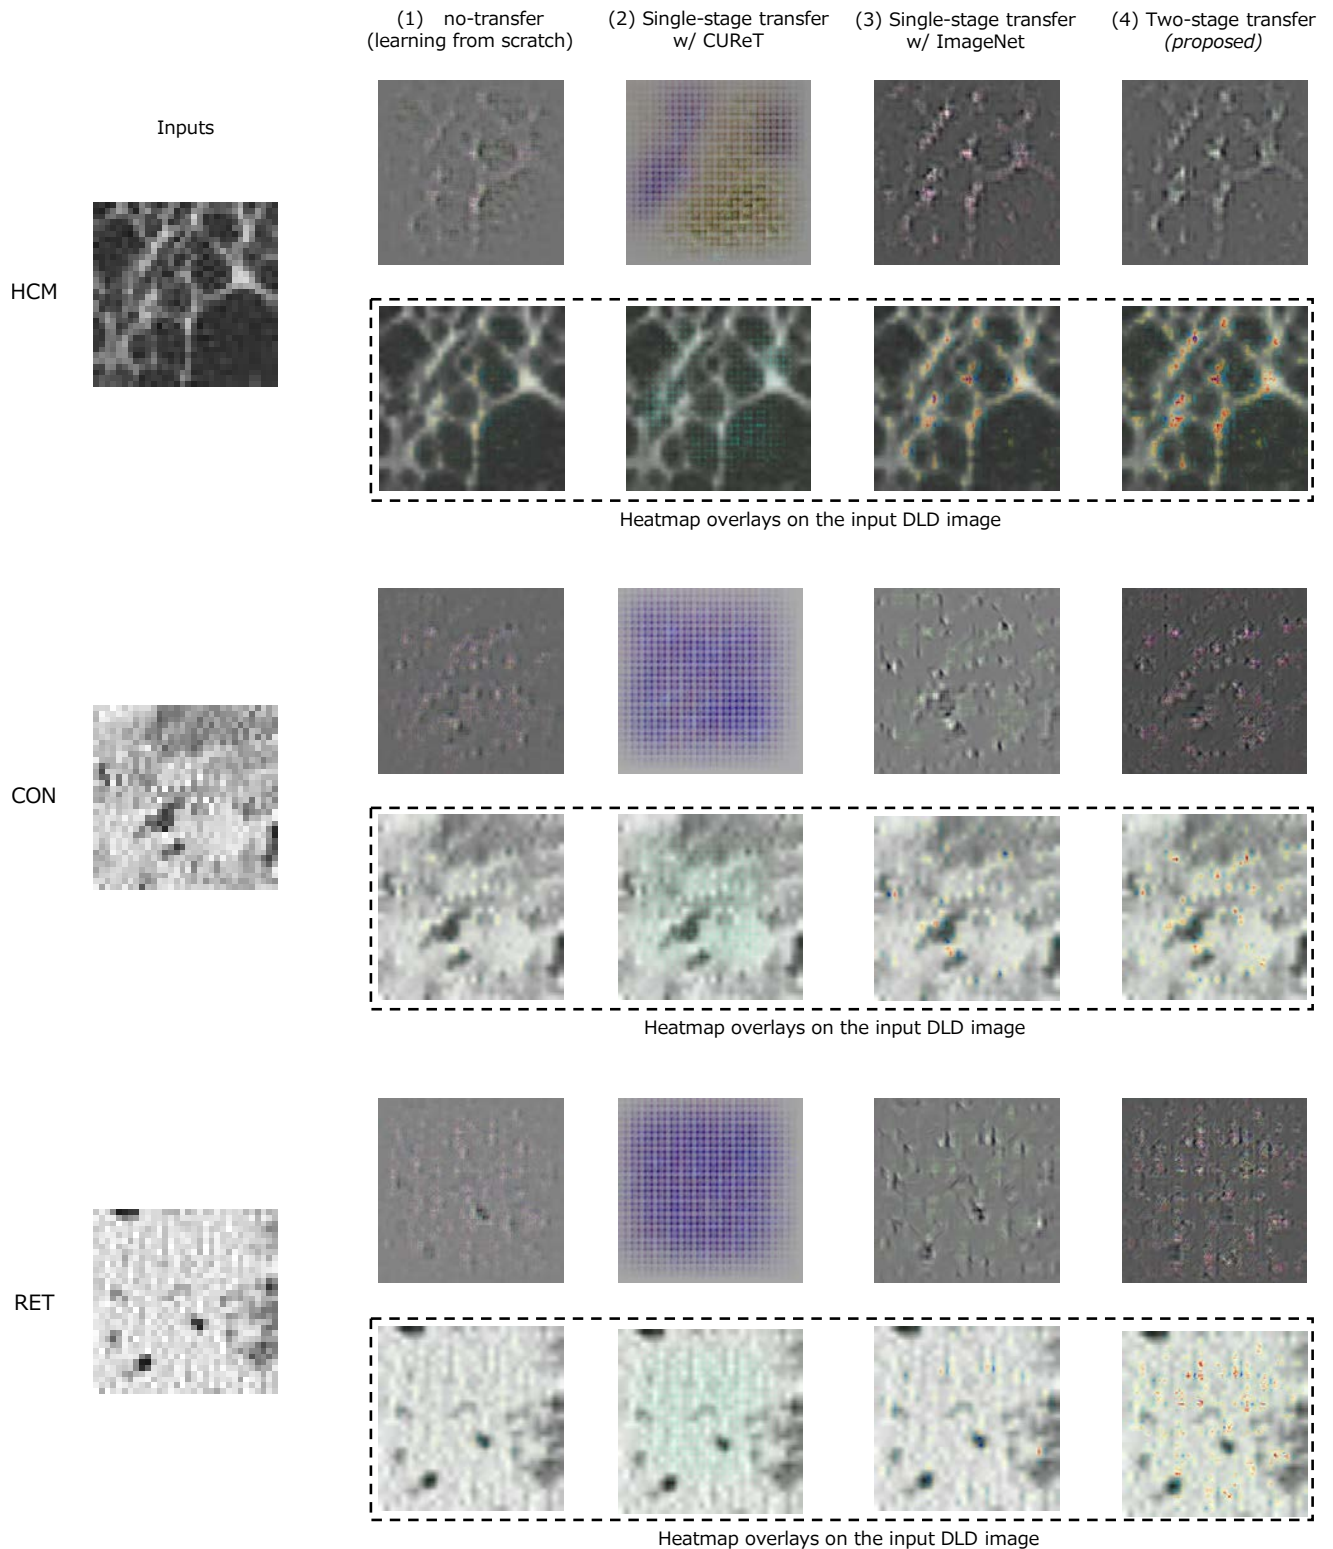 (1) no-transfer
(learning from scratch)
(2) Single-stage transfer
w/ CUReT
(3) Single-stage transfer
w/ ImageNet
(4) Two-stage transfer
(proposed)
Inputs
HCM
Heatmap overlays on the input DLD image
CON
Heatmap overlays on the input DLD image
RET
Heatmap overlays on the input DLD image